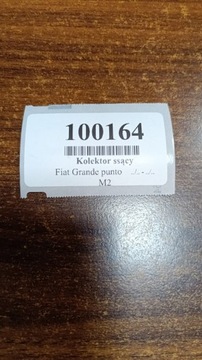 100164
Kolektor ssący
Fiat Grande punto
M2